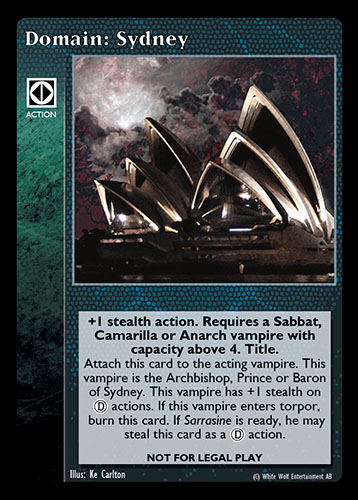 Domain: Sydney
ACTION
+1 stealth action. Requires a Sabbat,
Camarilla or Anarch vampire with
capacity above 4. Title.
Attach this card to the acting vampire. This
vampire is the Archbishop, Prince or Baron
of Sydney. This vampire has +1 stealth on
Ⓓ actions. If this vampire enters torpor,
burn this card. If Sarrasine is ready, he may
steal this card as a Ⓓ action.
NOT FOR LEGAL PLAY
Illus: Ke Carlton
(C) White Wolf Entertainment AB